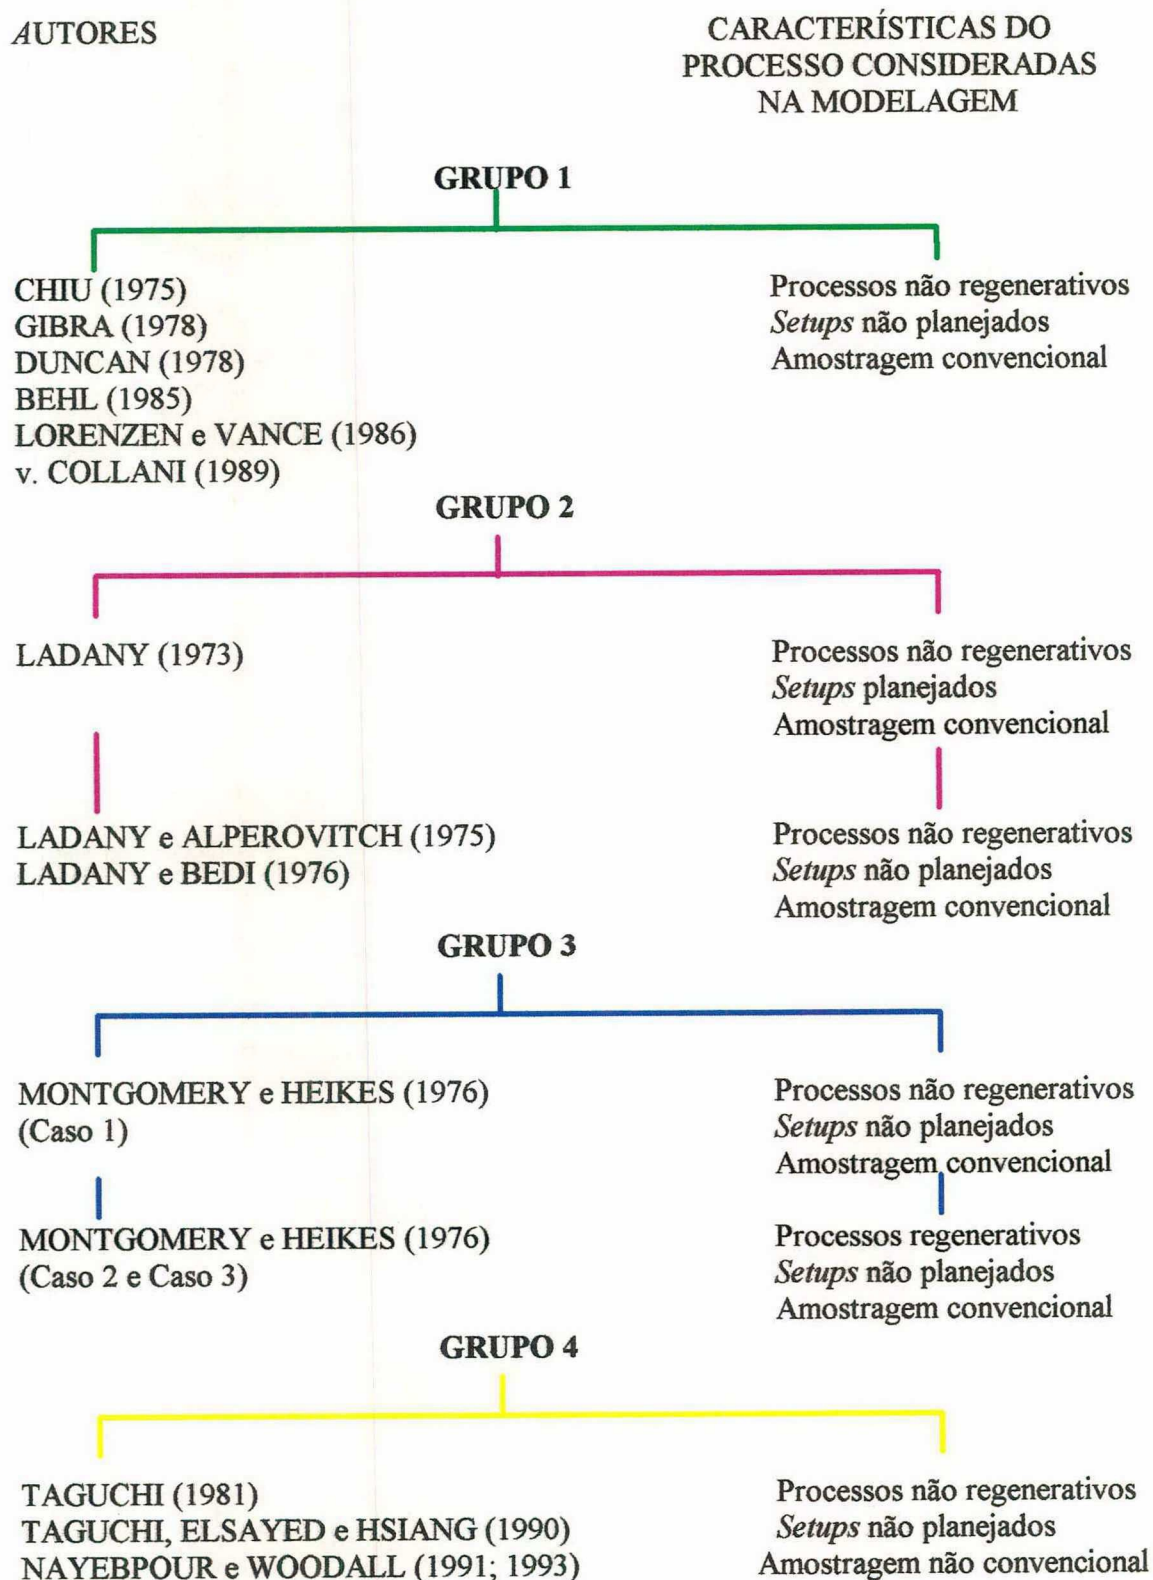 AUTORES
CARACTERÍSTICAS DO
PROCESSO CONSIDERADAS
NA MODELAGEM
GRUPO 1
CHIU (1975)
GIBRA (1978)
DUNCAN (1978)
BEHL (1985)
LORENZEN e VANCE (1986)
v. COLLANI (1989)
Processos não regenerativos
Setups não planejados
Amostragem convencional
GRUPO 2
LADANY (1973)
Processos não regenerativos
Setups planejados
Amostragem convencional
LADANY e ALPEROVITCH (1975)
LADANY e BEDI (1976)
Processos não regenerativos
Setups não planejados
Amostragem convencional
GRUPO 3
MONTGOMERY e HEIKES (1976)
(Caso 1)
Processos não regenerativos
Setups não planejados
Amostragem convencional
MONTGOMERY e HEIKES (1976)
(Caso 2 e Caso 3)
Processos regenerativos
Setups não planejados
Amostragem convencional
GRUPO 4
TAGUCHI (1981)
TAGUCHI, ELSAYED e HSIANG (1990)
NAYEBPOUR e WOODALL (1991; 1993)
Processos não regenerativos
Setups não planejados
Amostragem não convencional